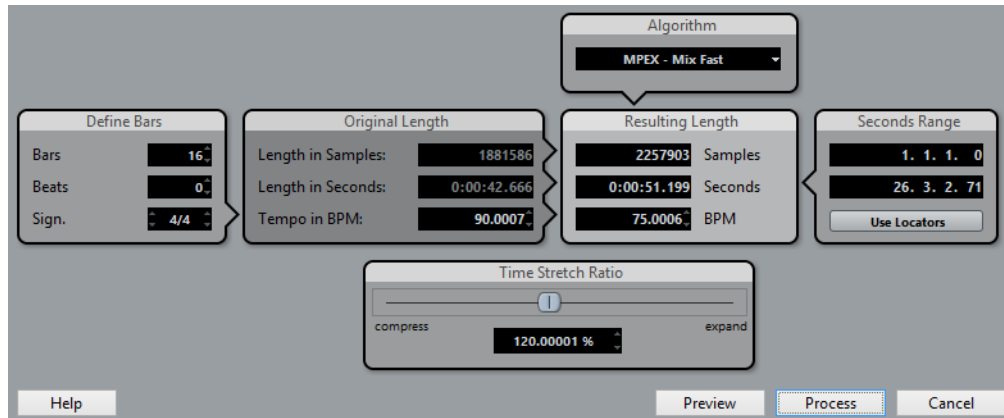 Algorithm
MPEX - Mix Fast
Define Bars
Bars 16
Beats 0
Sign. 4/4
Original Length
Length in Samples: 1881586
Length in Seconds: 0:00:42.666
Tempo in BPM: 90.0007
Resulting Length
2257903 Samples
0:00:51.199 Seconds
75.0006 BPM
Seconds Range
1. 1. 1. 0
26. 3. 2. 71
Use Locators
Time Stretch Ratio
compress expand
120.00001 %
Help Preview Process Cancel